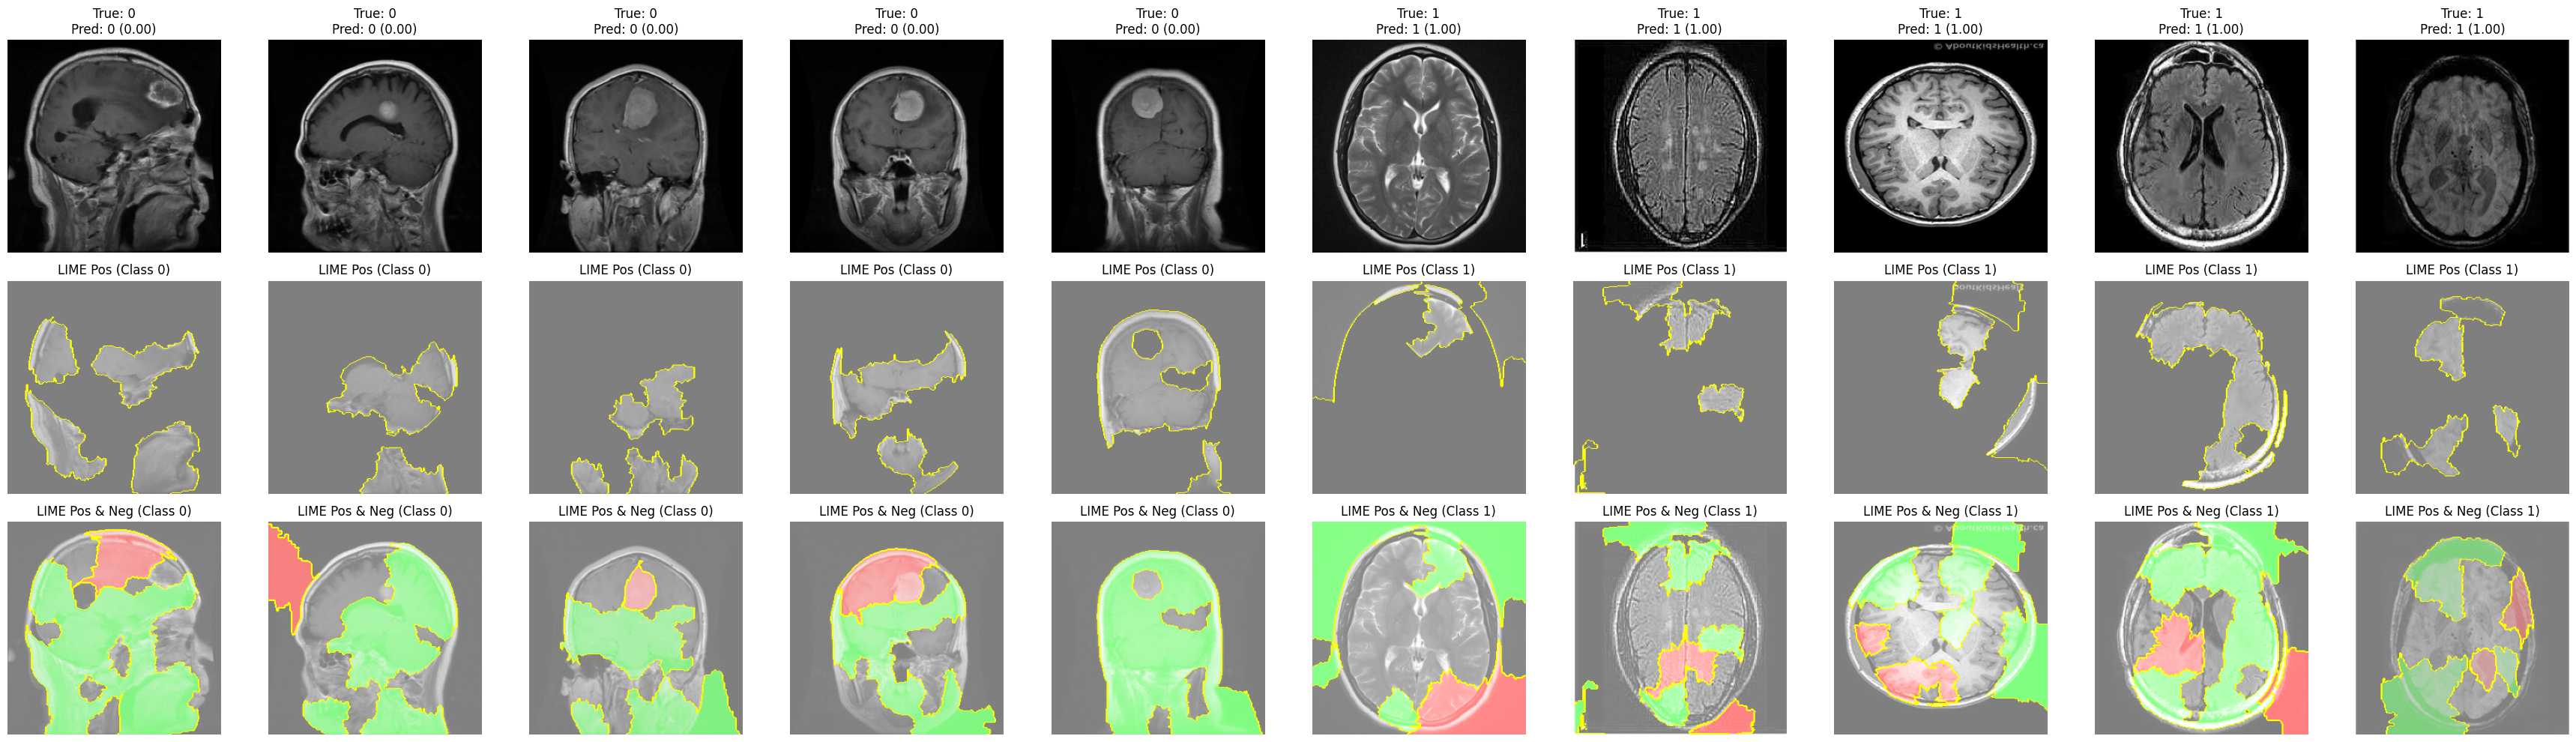 True: 0
Pred: 0 (0.00)
True: 0
Pred: 0 (0.00)
True: 0
Pred: 0 (0.00)
True: 0
Pred: 0 (0.00)
True: 0
Pred: 0 (0.00)
True: 1
Pred: 1 (1.00)
True: 1
Pred: 1 (1.00)
True: 1
Pred: 1 (1.00)
True: 1
Pred: 1 (1.00)
True: 1
Pred: 1 (1.00)
© AboutKidsHealth.ca
LIME Pos (Class 0)
LIME Pos (Class 0)
LIME Pos (Class 0)
LIME Pos (Class 0)
LIME Pos (Class 0)
LIME Pos (Class 1)
LIME Pos (Class 1)
LIME Pos (Class 1)
LIME Pos (Class 1)
LIME Pos (Class 1)
AboutKidsHealth
LIME Pos & Neg (Class 0)
LIME Pos & Neg (Class 0)
LIME Pos & Neg (Class 0)
LIME Pos & Neg (Class 0)
LIME Pos & Neg (Class 0)
LIME Pos & Neg (Class 1)
LIME Pos & Neg (Class 1)
LIME Pos & Neg (Class 1)
LIME Pos & Neg (Class 1)
LIME Pos & Neg (Class 1)
© AboutKidsHealth.ca